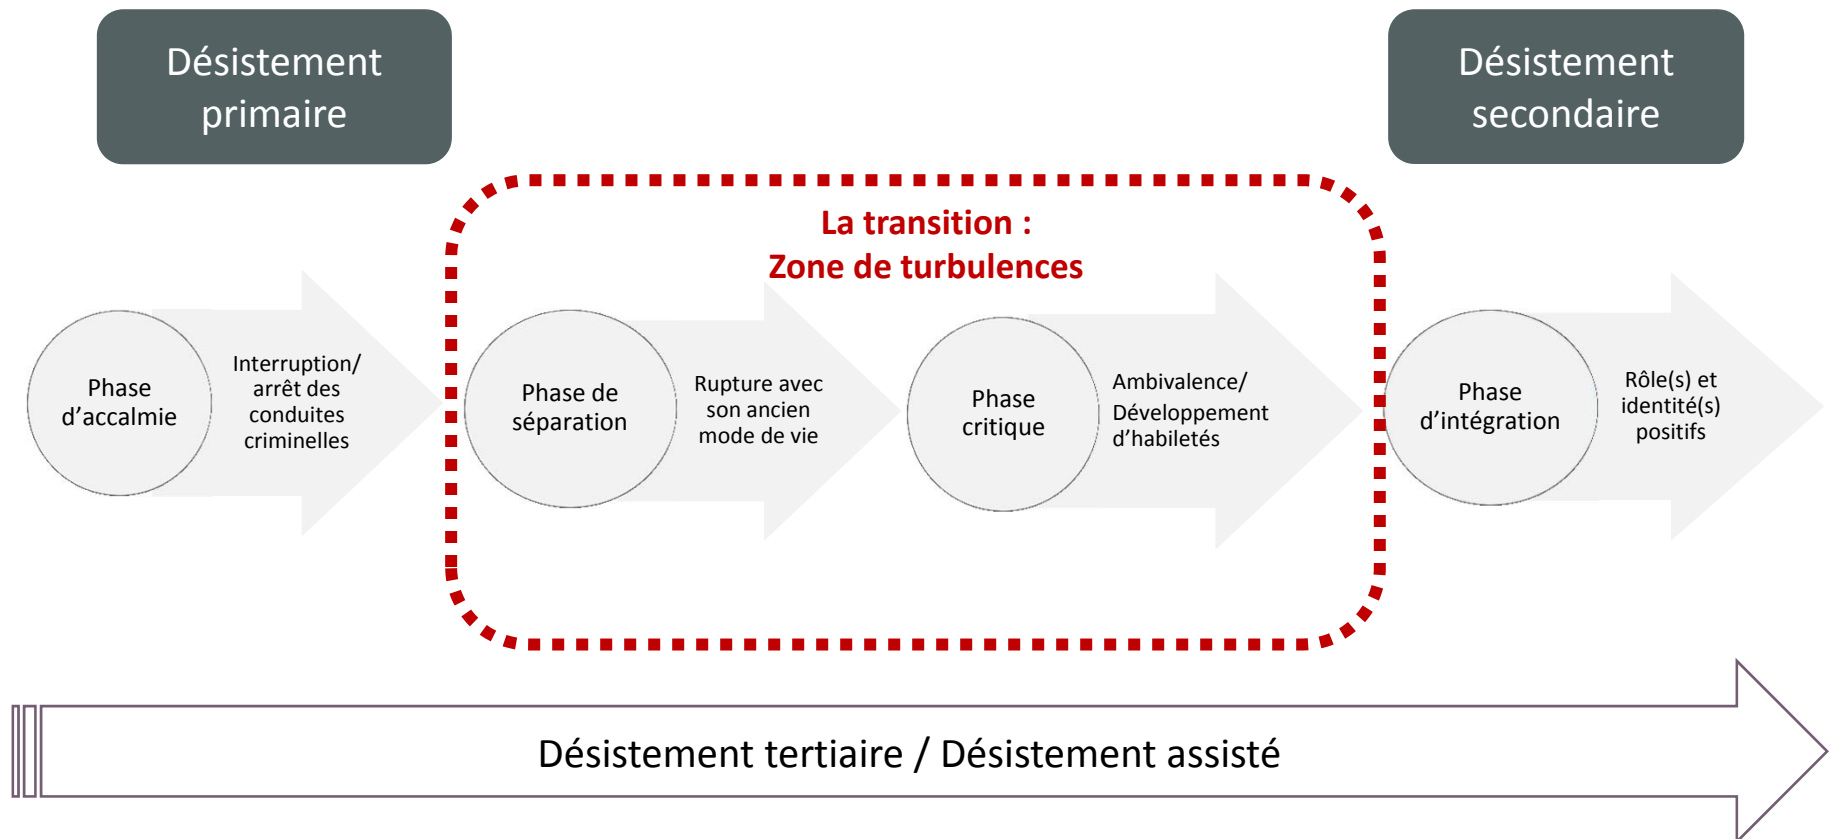 Désistement
primaire
Désistement
secondaire
La transition :
Zone de turbulences
Phase
d’accalmie
Interruption/
arrêt des
conduites
criminelles
Phase de
séparation
Rupture avec
son ancien
mode de vie
Phase
critique
Ambivalence/
Développement
d’habiletés
Phase
d’intégration
Rôle(s) et
identité(s)
positifs
Désistement tertiaire / Désistement assisté